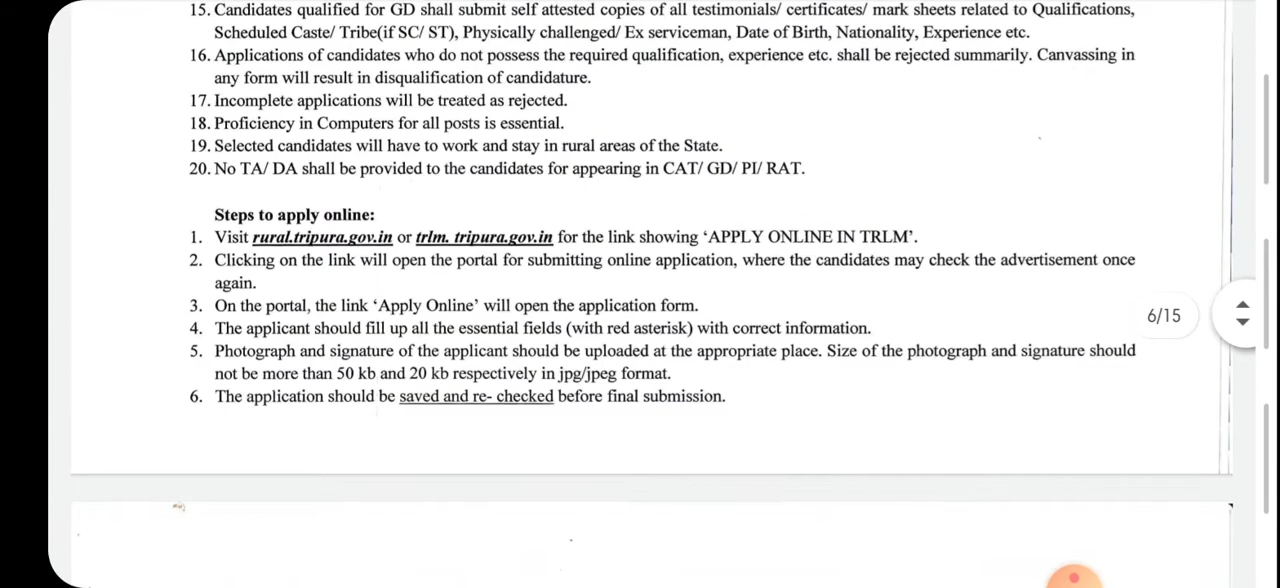 15. Candidates qualified for GD shall submit self attested copies of all testimonials/ certificates/ mark sheets related to Qualifications,
Scheduled Caste/ Tribe(if SC/ ST), Physically challenged/ Ex serviceman, Date of Birth, Nationality, Experience etc.
16. Applications of candidates who do not possess the required qualification, experience etc. shall be rejected summarily. Canvassing in
any form will result in disqualification of candidature.
17. Incomplete applications will be treated as rejected.
18. Proficiency in Computers for all posts is essential.
19. Selected candidates will have to work and stay in rural areas of the State.
20. No TA/ DA shall be provided to the candidates for appearing in CAT/ GD/ PI/ RAT.
Steps to apply online:
1. Visit rural.tripura.gov.in or trlm. tripura.gov.in for the link showing ‘APPLY ONLINE IN TRLM’.
2. Clicking on the link will open the portal for submitting online application, where the candidates may check the advertisement once
again.
3. On the portal, the link ‘Apply Online’ will open the application form.
4. The applicant should fill up all the essential fields (with red asterisk) with correct information.
5. Photograph and signature of the applicant should be uploaded at the appropriate place. Size of the photograph and signature should
not be more than 50 kb and 20 kb respectively in jpg/jpeg format.
6. The application should be saved and re- checked before final submission.
6/15